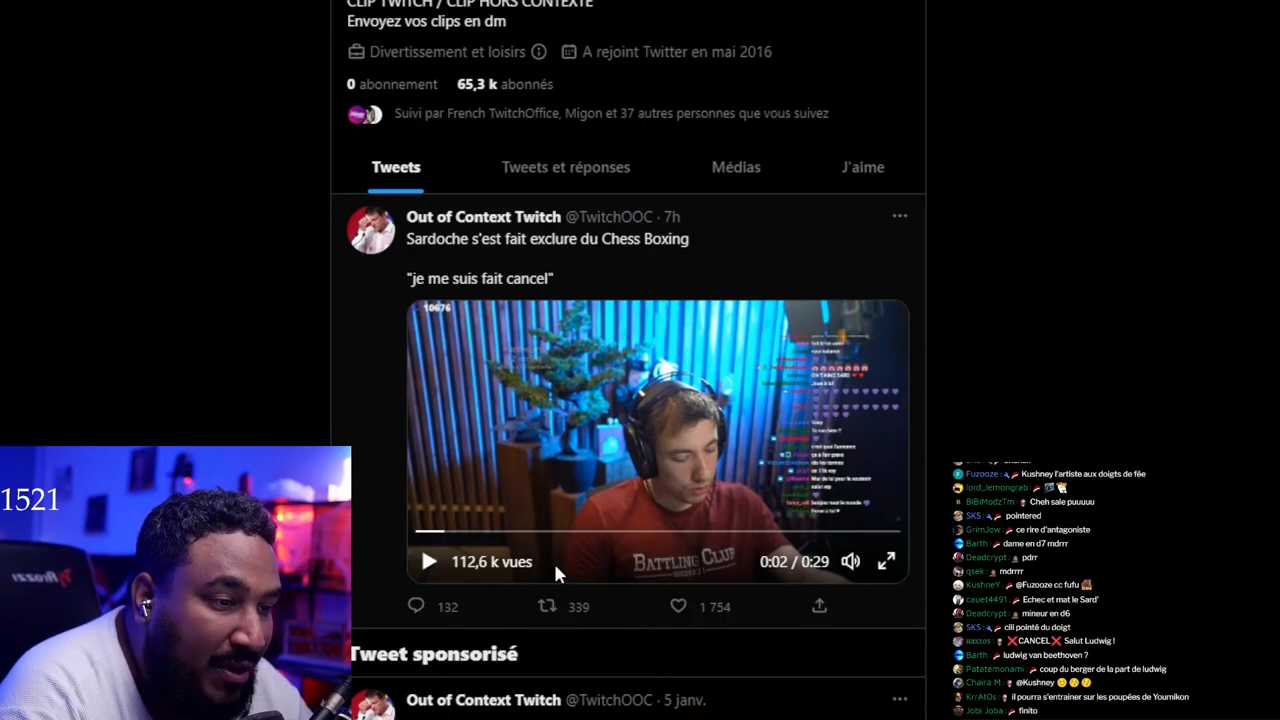 CLIP TWITCH / CLIP HORS CONTEXTE
Envoyez vos clips en dm
Divertissement et loisirs A rejoint Twitter en mai 2016
0 abonnement 65,3 k abonnés
Suivi par French TwitchOffice, Migon et 37 autres personnes que vous suivez
Tweets Tweets et réponses Médias J'aime
Out of Context Twitch @TwitchOOC · 7h
Sardoche s'est fait exclure du Chess Boxing
"je me suis fait cancel"
10676
BATTLING CLUB
112,6 k vues 0:02 / 0:29
132 339 1 754
Tweet sponsorisé
Out of Context Twitch @TwitchOOC · 5 janv.
1521
Arozzi
Fuzooze : Kushney l'artiste aux doigts de fée
lord_lemongrab :
BiBiModzTm : Cheh sale puuuuu
SKS : pointered
GrimJow : ce rire d'antagoniste
Barth : dame en d7 mdrrr
Deadcrypt : pdrr
qsek : mdrrr
KushneY : @Fuzooze cc fufu
cauet4491 : Echec et mat le Sard'
Deadcrypt : mineur en d6
SKS : cili pointé du doigt
❌CANCEL❌ Salut Ludwig !
Barth : ludwig van beethoven ?
Patatemonami : coup du berger de la part de ludwig
Chaira M : @Kushney
KrrAtOs : il pourra s'entrainer sur les poupées de Youmikon
Jobi Joba : finito